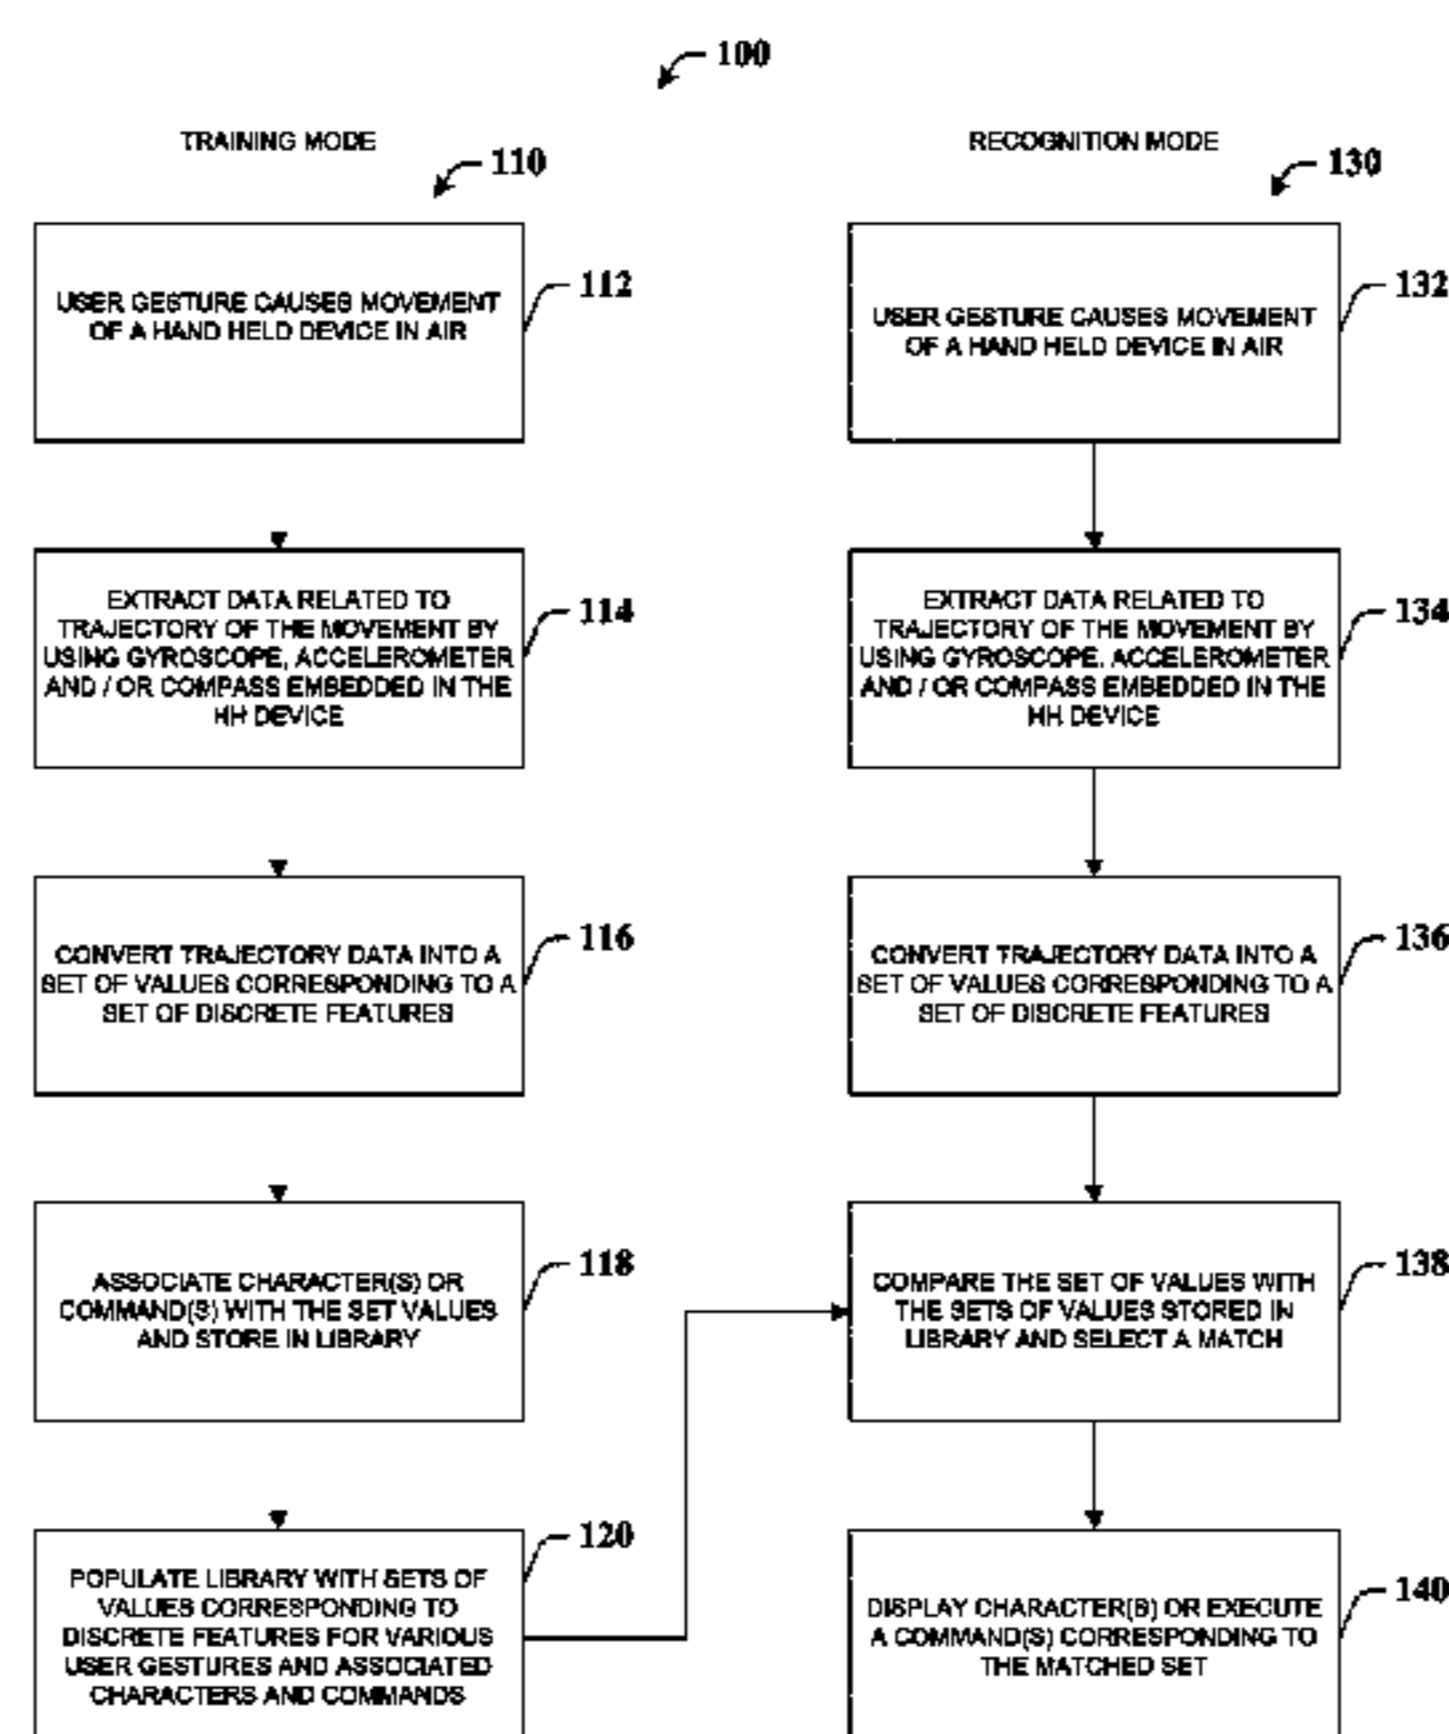 100
TRAINING MODE
110
USER GESTURE CAUSES MOVEMENT
OF A HAND HELD DEVICE IN AIR
112
EXTRACT DATA RELATED TO
TRAJECTORY OF THE MOVEMENT BY
USING GYROSCOPE, ACCELEROMETER
AND / OR COMPASS EMBEDDED IN THE
HH DEVICE
114
CONVERT TRAJECTORY DATA INTO A
SET OF VALUES CORRESPONDING TO A
SET OF DISCRETE FEATURES
116
ASSOCIATE CHARACTER(S) OR
COMMAND(S) WITH THE SET VALUES
AND STORE IN LIBRARY
118
POPULATE LIBRARY WITH SETS OF
VALUES CORRESPONDING TO
DISCRETE FEATURES FOR VARIOUS
USER GESTURES AND ASSOCIATED
CHARACTERS AND COMMANDS
120
RECOGNITION MODE
130
USER GESTURE CAUSES MOVEMENT
OF A HAND HELD DEVICE IN AIR
132
EXTRACT DATA RELATED TO
TRAJECTORY OF THE MOVEMENT BY
USING GYROSCOPE, ACCELEROMETER
AND / OR COMPASS EMBEDDED IN THE
HH DEVICE
134
CONVERT TRAJECTORY DATA INTO A
SET OF VALUES CORRESPONDING TO A
SET OF DISCRETE FEATURES
136
COMPARE THE SET OF VALUES WITH
THE SETS OF VALUES STORED IN
LIBRARY AND SELECT A MATCH
138
DISPLAY CHARACTER(S) OR EXECUTE
A COMMAND(S) CORRESPONDING TO
THE MATCHED SET
140